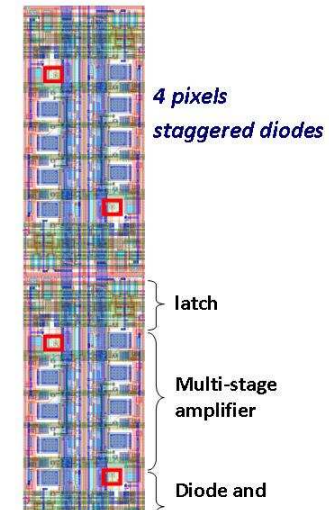 4 pixels
staggered diodes
latch
Multi-stage
amplifier
Diode and